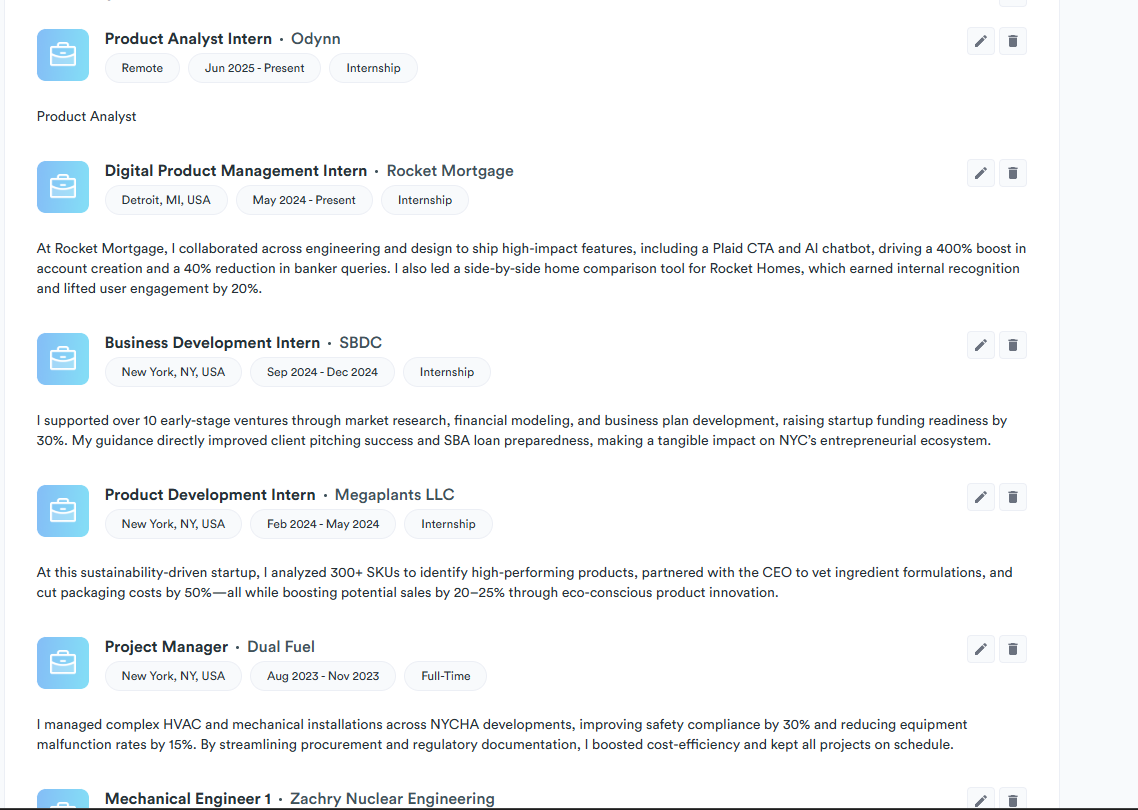 Product Analyst Intern · Odynn
Remote Jun 2025 - Present Internship
Product Analyst
Digital Product Management Intern · Rocket Mortgage
Detroit, MI, USA May 2024 - Present Internship
At Rocket Mortgage, I collaborated across engineering and design to ship high-impact features, including a Plaid CTA and AI chatbot, driving a 400% boost in
account creation and a 40% reduction in banker queries. I also led a side-by-side home comparison tool for Rocket Homes, which earned internal recognition
and lifted user engagement by 20%.
Business Development Intern · SBDC
New York, NY, USA Sep 2024 - Dec 2024 Internship
I supported over 10 early-stage ventures through market research, financial modeling, and business plan development, raising startup funding readiness by
30%. My guidance directly improved client pitching success and SBA loan preparedness, making a tangible impact on NYC’s entrepreneurial ecosystem.
Product Development Intern · Megaplants LLC
New York, NY, USA Feb 2024 - May 2024 Internship
At this sustainability-driven startup, I analyzed 300+ SKUs to identify high-performing products, partnered with the CEO to vet ingredient formulations, and
cut packaging costs by 50%—all while boosting potential sales by 20–25% through eco-conscious product innovation.
Project Manager · Dual Fuel
New York, NY, USA Aug 2023 - Nov 2023 Full-Time
I managed complex HVAC and mechanical installations across NYCHA developments, improving safety compliance by 30% and reducing equipment
malfunction rates by 15%. By streamlining procurement and regulatory documentation, I boosted cost-efficiency and kept all projects on schedule.
Mechanical Engineer 1 · Zachry Nuclear Engineering